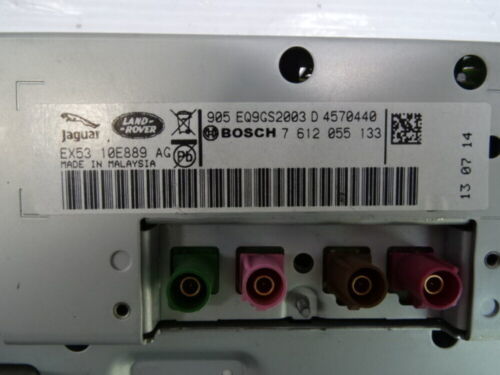 905 EQ9GS2003 D 4570440
Jaguar
LAND-
ROVER
BOSCH 7 612 055 133
EX53 10E889 AG
Pb
MADE IN MALAYSIA
13 07 14